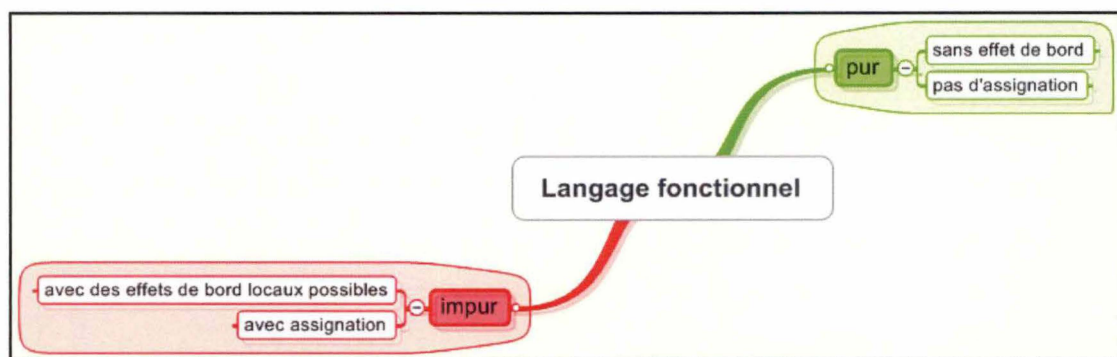 sans effet de bord
pur
pas d'assignation
Langage fonctionnel
avec des effets de bord locaux possibles
impur
avec assignation